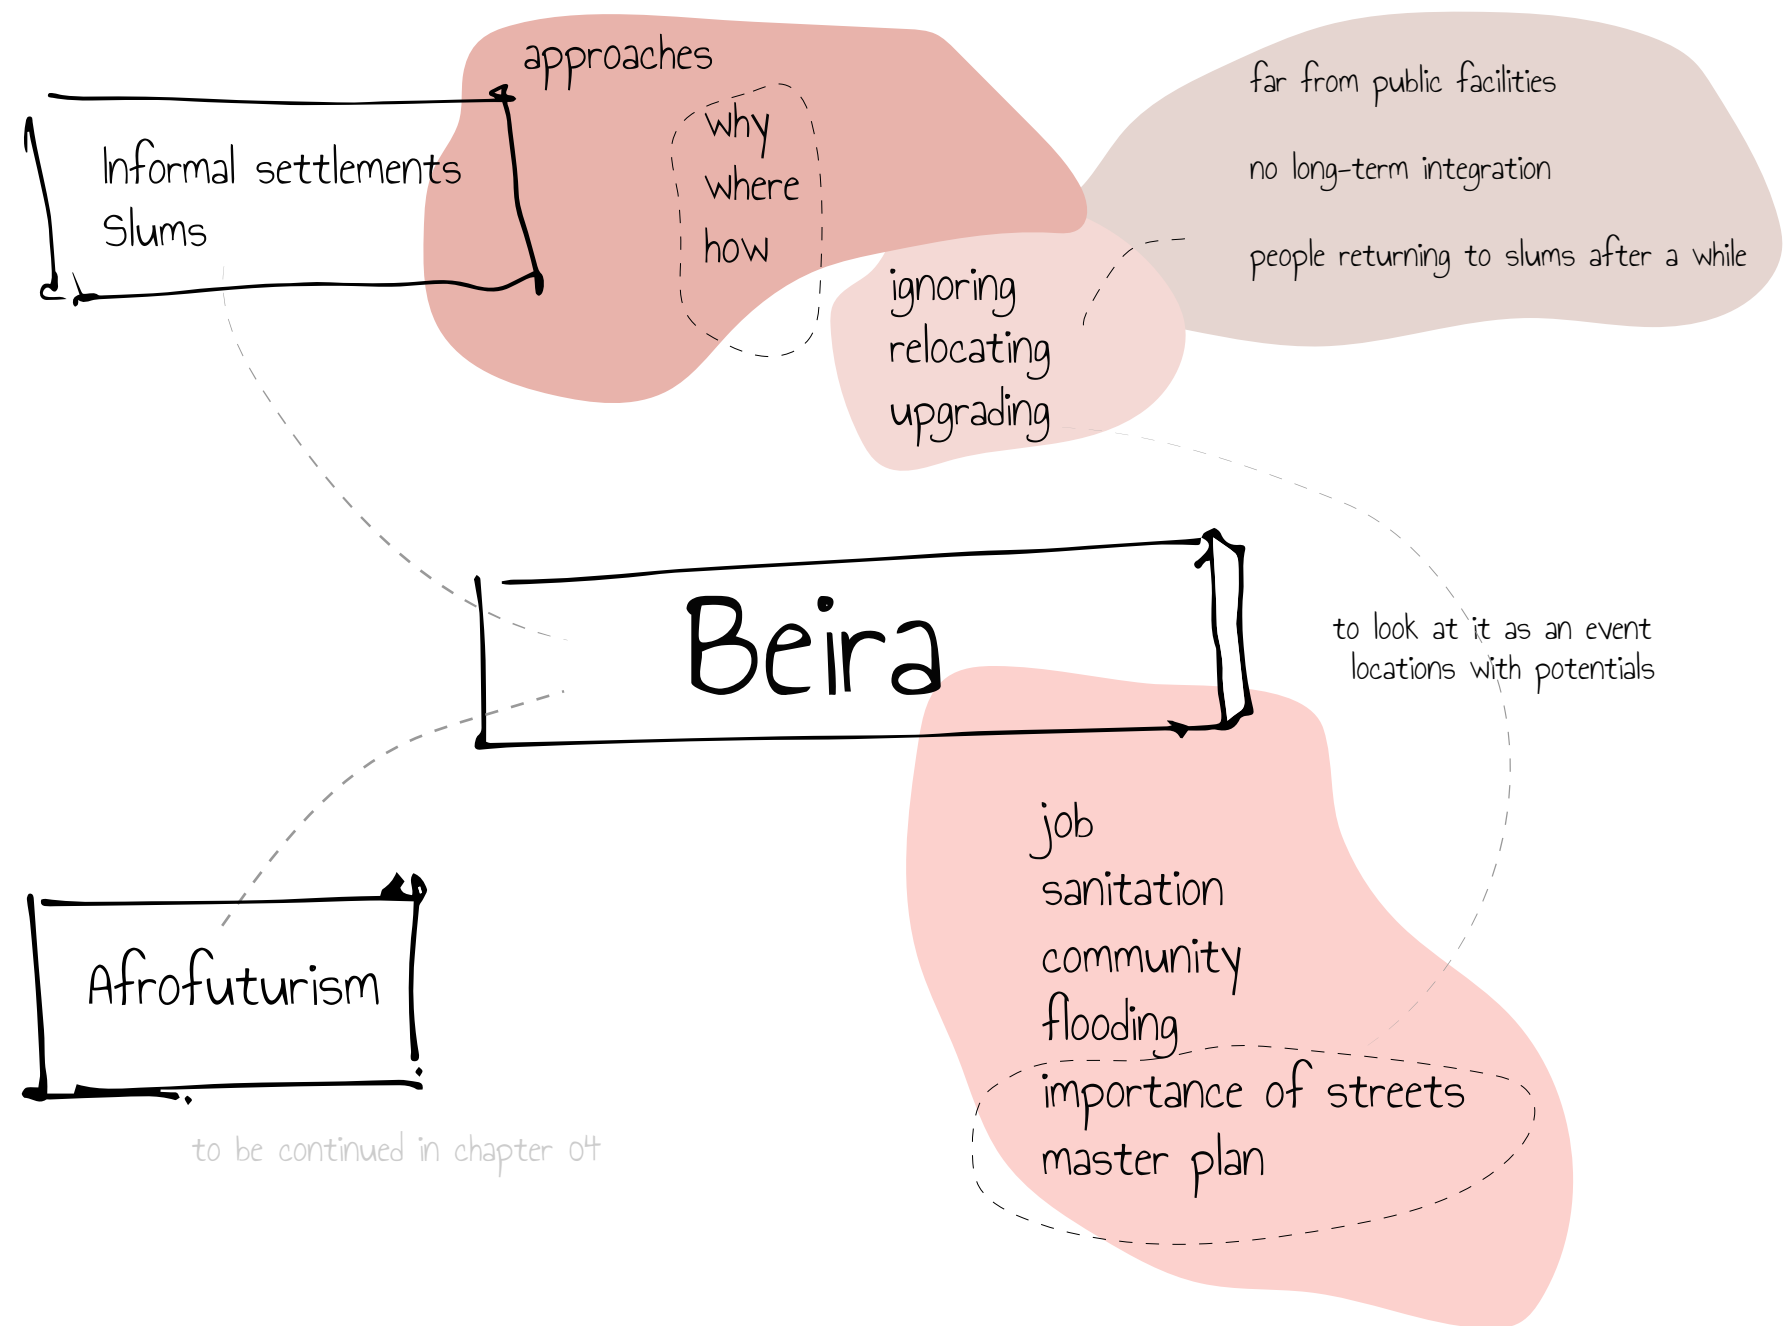 approaches
Informal settlements
Slums
why
where
how
ignoring
relocating
upgrading
far from public facilities
no long-term integration
people returning to slums after a while
Beira
to look at it as an event
locations with potentials
job
sanitation
community
flooding
importance of streets
master plan
Afrofuturism
to be continued in chapter 04